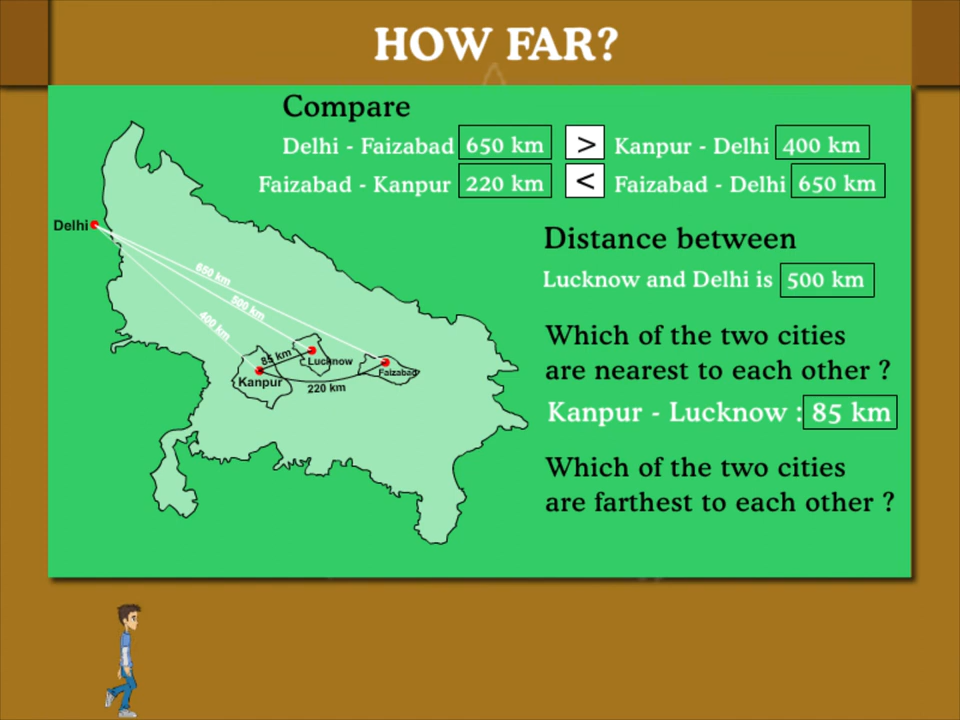 HOW FAR?
Compare
Delhi - Faizabad 650 km > Kanpur - Delhi 400 km
Faizabad - Kanpur 220 km < Faizabad - Delhi 650 km
Distance between
Lucknow and Delhi is 500 km
Which of the two cities
are nearest to each other ?
Kanpur - Lucknow : 85 km
Which of the two cities
are farthest to each other ?
Delhi
650 km
500 km
400 km
85 km
Lucknow
Faizabad
Kanpur
220 km